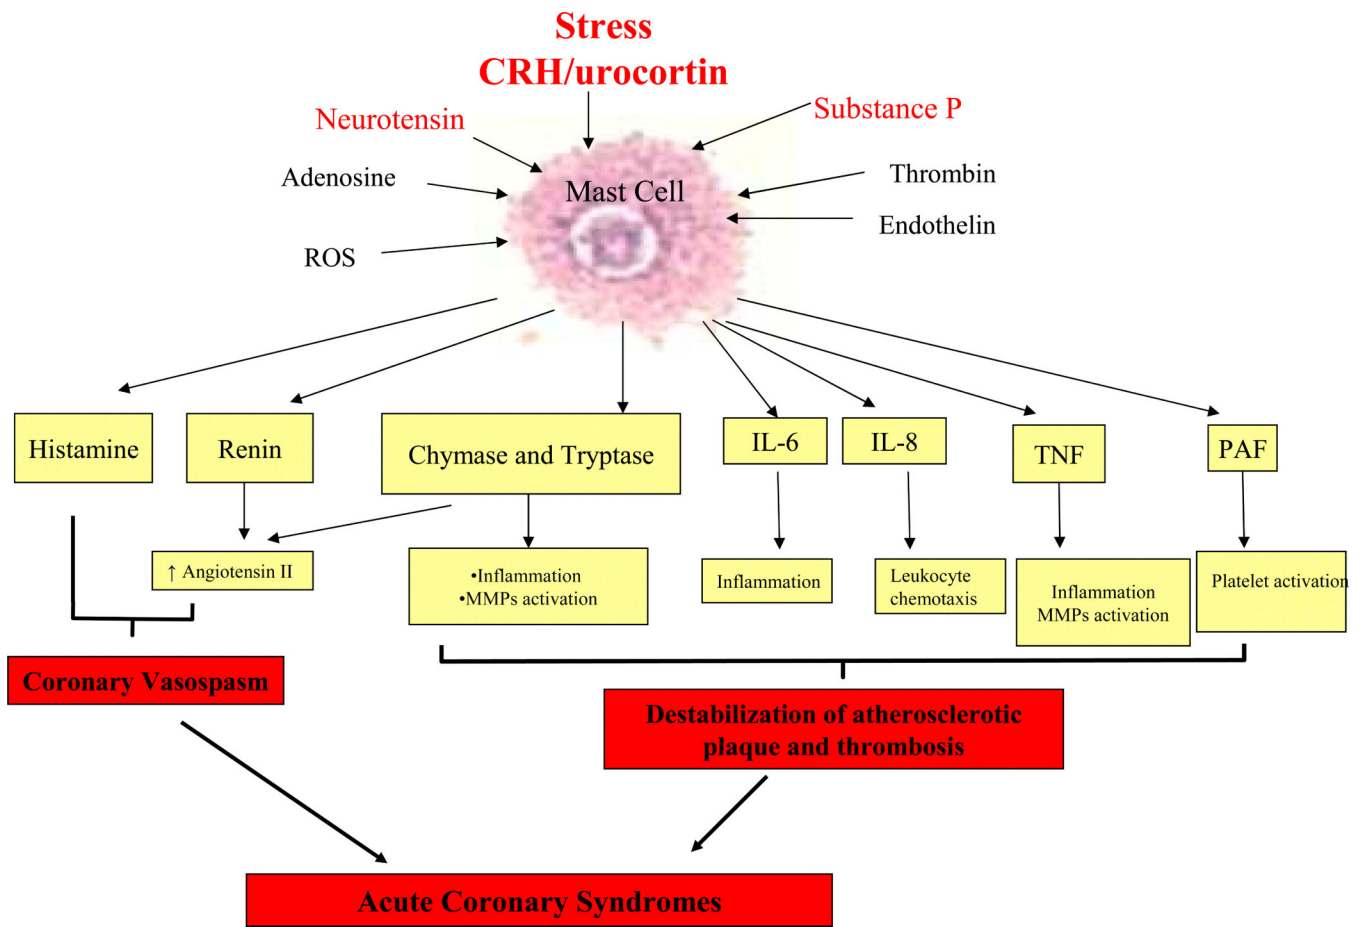 Stress
CRH/urocortin
Neurotensin
Substance P
Adenosine
Mast Cell
Thrombin
Endothelin
ROS
Histamine
Renin
Chymase and Tryptase
IL-6
IL-8
TNF
PAF
↑ Angiotensin II
•Inflammation
•MMPs activation
Inflammation
Leukocyte
chemotaxis
Inflammation
MMPs activation
Platelet activation
Coronary Vasospasm
Destabilization of atherosclerotic
plaque and thrombosis
Acute Coronary Syndromes